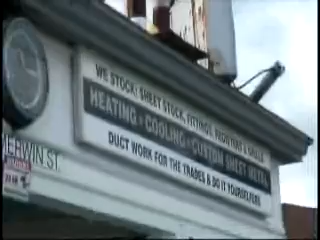 WE STOCK: SHEET STOCK, FITTINGS, REGISTERS & GRILLS
HEATING - COOLING - CUSTOM SHEET METAL
DUCT WORK FOR THE TRADES & DO IT YOURSELFERS
ERWIN ST.